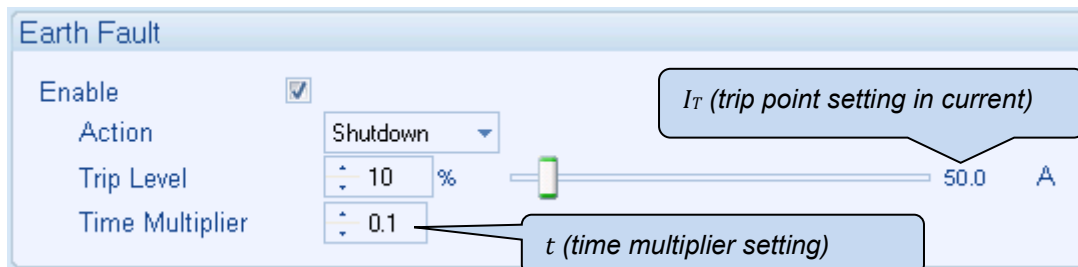 Earth Fault
Enable
I_T (trip point setting in current)
Action Shutdown
Trip Level 10 % 50.0 A
Time Multiplier 0.1
t (time multiplier setting)